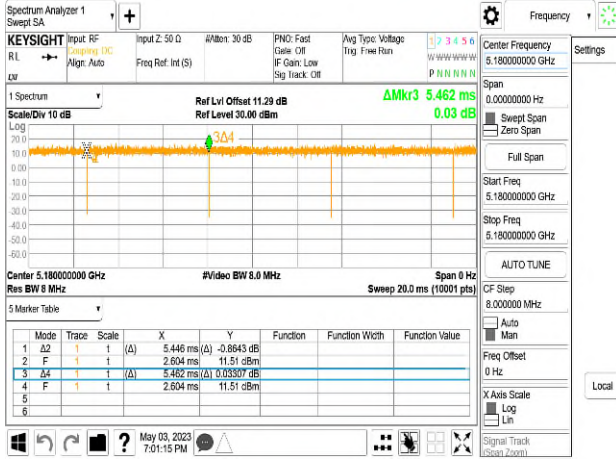 Spectrum Analyzer 1
Swept SA
Frequency
KEYSIGHT
RL
Input: RF
Coupling: DC
Align: Auto
Input Z: 50 Ω
Freq Ref: Int (S)
#Atten: 30 dB
PNO: Fast
Gate: Off
IF Gain: Low
Sig Track: Off
Avg Type: Voltage
Trig: Free Run
1 2 3 4 5 6
W W W W W W
P N N N N N
1 Spectrum
Scale/Div 10 dB
Ref Lvl Offset 11.29 dB
Ref Level 30.00 dBm
ΔMkr3 5.462 ms
0.03 dB
Log
3Δ4
20.0
10.0
0.00
-10.0
-20.0
-30.0
-40.0
-50.0
-60.0
Center 5.180000000 GHz
Res BW 8 MHz
#Video BW 8.0 MHz
Span 0 Hz
Sweep 20.0 ms (10001 pts)
5 Marker Table
Mode Trace Scale X Y Function Function Width Function Value
1 Δ2 1 t (Δ) 5.446 ms (Δ) -0.8643 dB
2 F 1 t 2.604 ms 11.51 dBm
3 Δ4 1 t (Δ) 5.462 ms (Δ) 0.03307 dB
4 F 1 t 2.604 ms 11.51 dBm
5
6
May 03, 2023
7:01:15 PM
Center Frequency
5.180000000 GHz
Span
0.00000000 Hz
Swept Span
Zero Span
Full Span
Start Freq
5.180000000 GHz
Stop Freq
5.180000000 GHz
AUTO TUNE
CF Step
8.000000 MHz
Auto
Man
Freq Offset
0 Hz
X Axis Scale
Log
Lin
Signal Track
(Span Zoom)
Settings
Local